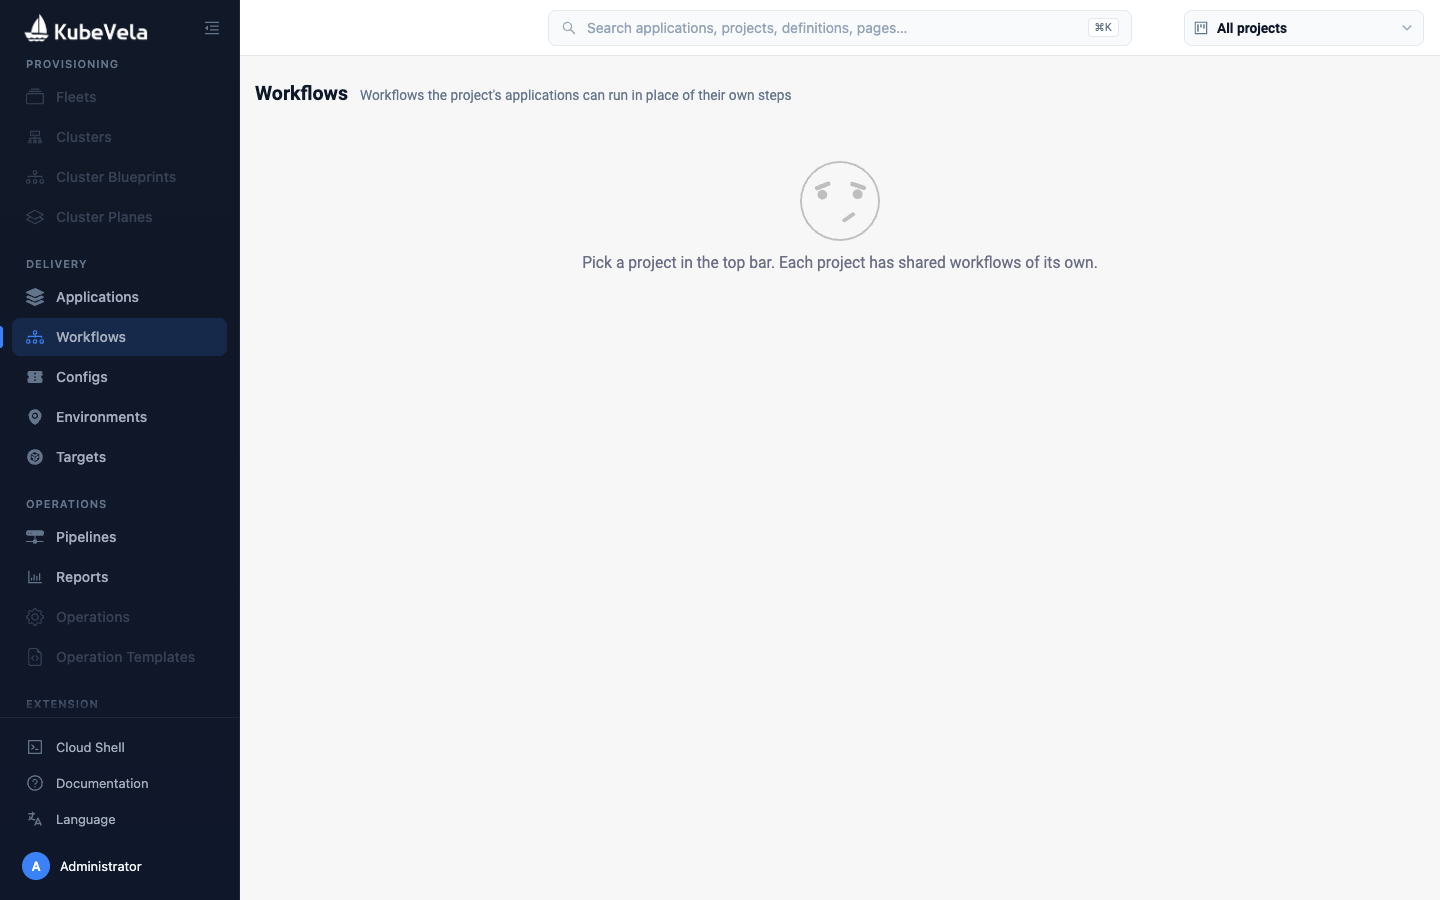 KubeVela
Search applications, projects, definitions, pages...
⌘K
All projects
PROVISIONING
Fleets
Clusters
Cluster Blueprints
Cluster Planes
DELIVERY
Applications
Workflows
Configs
Environments
Targets
OPERATIONS
Pipelines
Reports
Operations
Operation Templates
EXTENSION
Cloud Shell
Documentation
Language
A Administrator
Workflows Workflows the project's applications can run in place of their own steps
Pick a project in the top bar. Each project has shared workflows of its own.